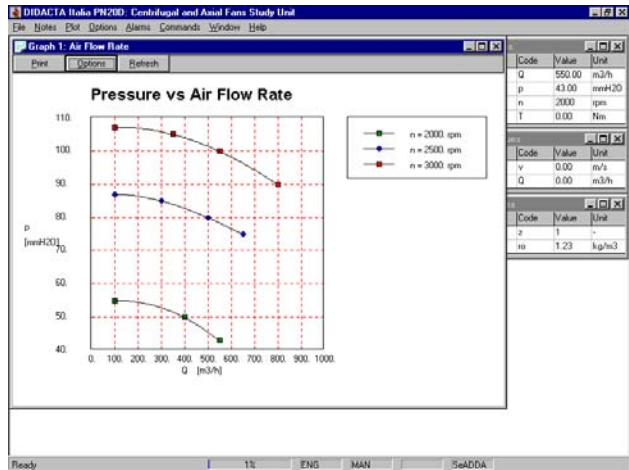 DIDACTA Italia PN20D: Centrifugal and Axial Fans Study Unit
File Notes Plot Options Alarms Commands Window Help
Graph 1: Air Flow Rate
Print Options Refresh
Pressure vs Air Flow Rate
110.
100.
90.
80.
70.
60.
50.
40.
P
[mmH2O]
0. 100. 200. 300. 400. 500. 600. 700. 800. 900. 1000.
Q [m3/h]
n = 2000. rpm
n = 2500. rpm
n = 3000. rpm
Code Value Unit
Q 550.00 m3/h
p 43.00 mmH2O
n 2000 rpm
T 0.00 Nm
Code Value Unit
v 0.00 m/s
Q 0.00 m3/h
Code Value Unit
z 1 -
ro 1.23 kg/m3
Ready 1% ENG MAN SeADDA